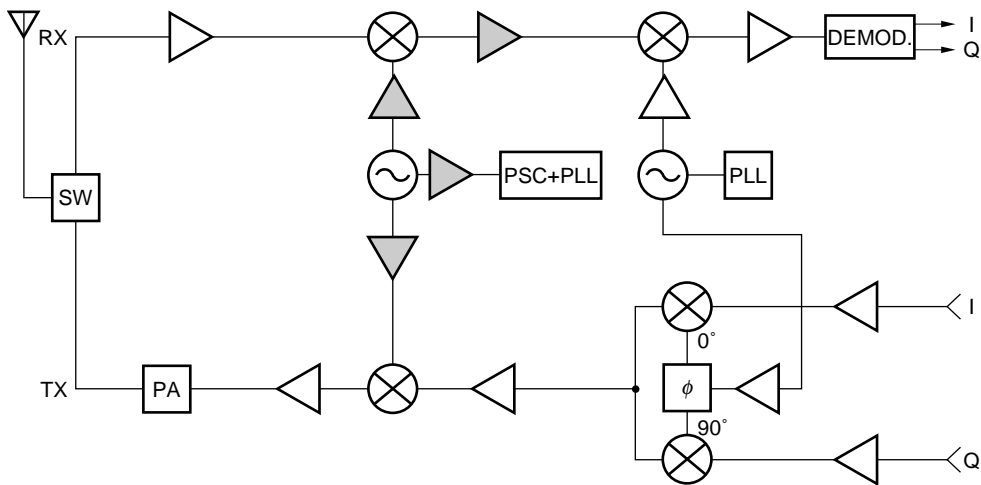 RX
DEMOD.
I
Q
SW
PSC+PLL
PLL
I
0°
TX
PA
ϕ
90°
Q